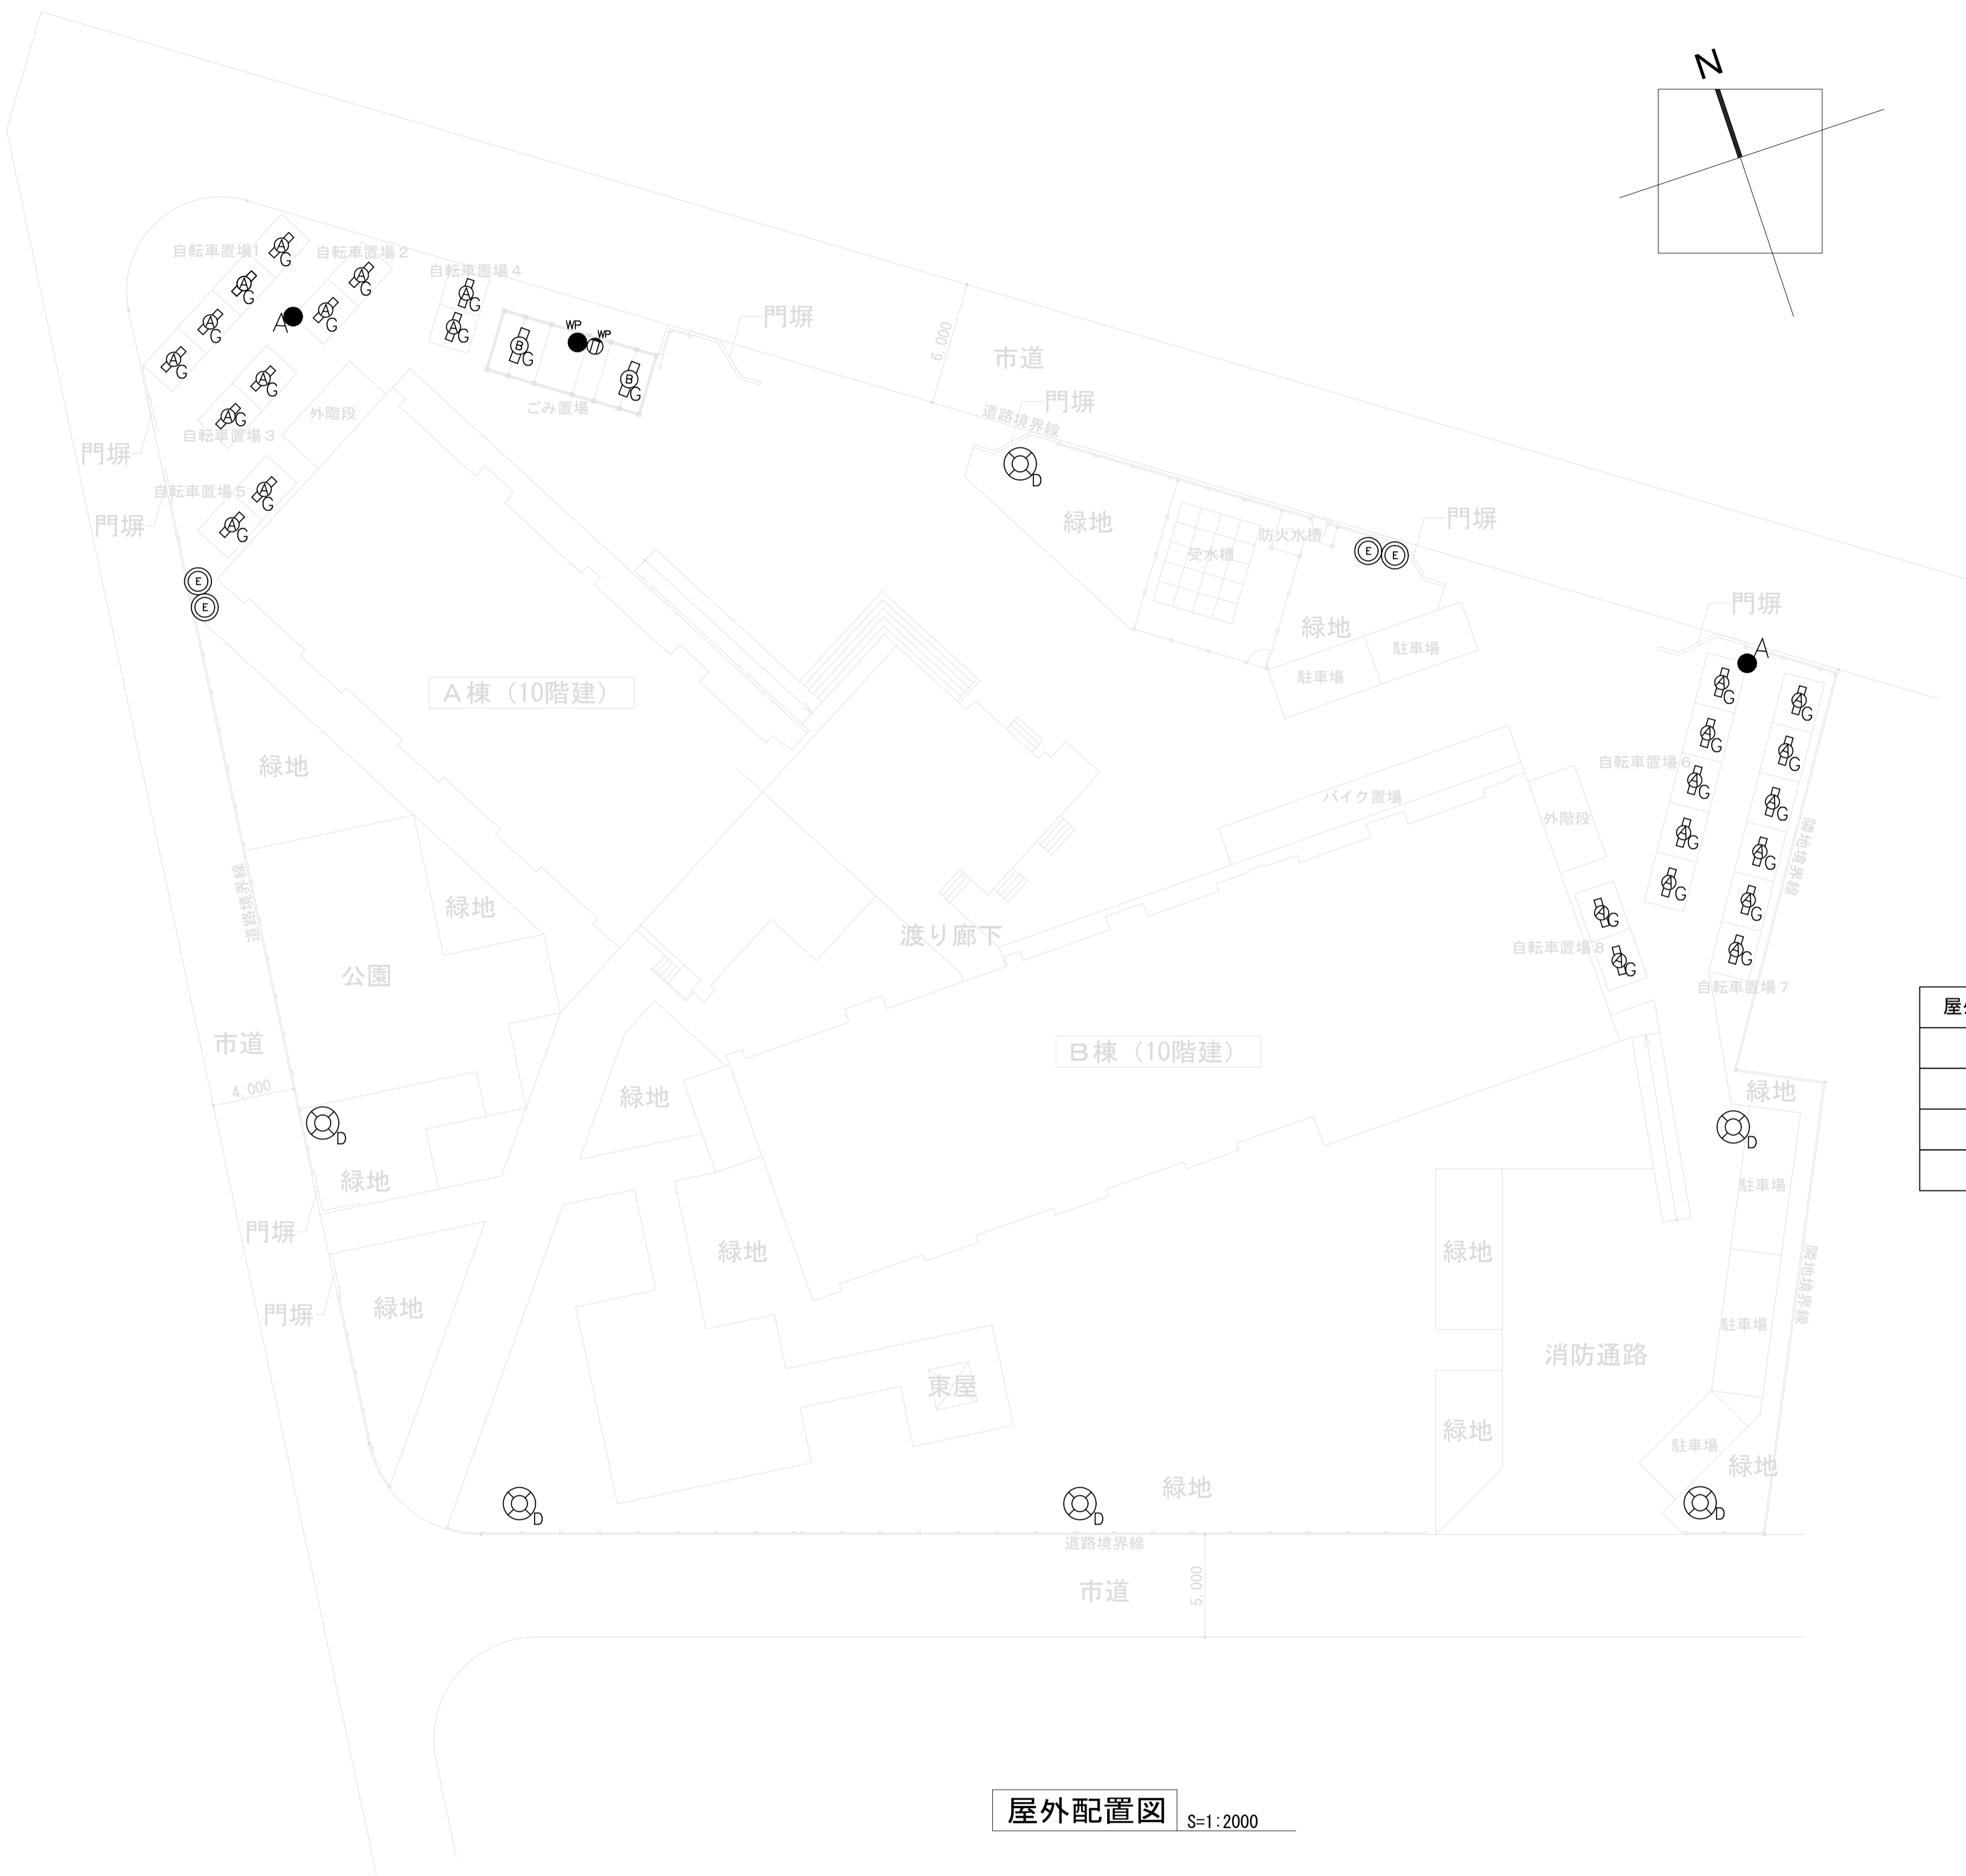 N
自転車置場1
自転車置場2
自転車置場4
A
G
A
G
A
G
A
G
A
G
A
G
A
G
A
G
A
B
G
WP
WP
B
G
ごみ置場
門塀
6,000
市道
門塀
道路境界線
A
G
A
G
自転車置場3
外階段
門塀
自転車置場5
A
G
A
G
門塀
E
E
D
緑地
受水槽
防火水槽
門塀
E
E
緑地
駐車場
駐車場
門塀
A
A棟(10階建)
緑地
A
G
A
G
A
G
A
G
A
G
A
G
A
G
A
G
A
G
A
G
A
G
自転車置場6
バイク置場
外階段
隣地境界線
道路境界線
緑地
渡り廊下
A
G
自転車置場8
A
G
自転車置場7
公園
屋
市道
4,000
B棟(10階建)
緑地
緑地
D
D
緑地
駐車場
門塀
緑地
緑地
隣地境界線
門塀
緑地
駐車場
消防通路
東屋
緑地
駐車場
緑地
緑地
D
D
D
道路境界線
市道
5,000
屋外配置図
S=1:2000